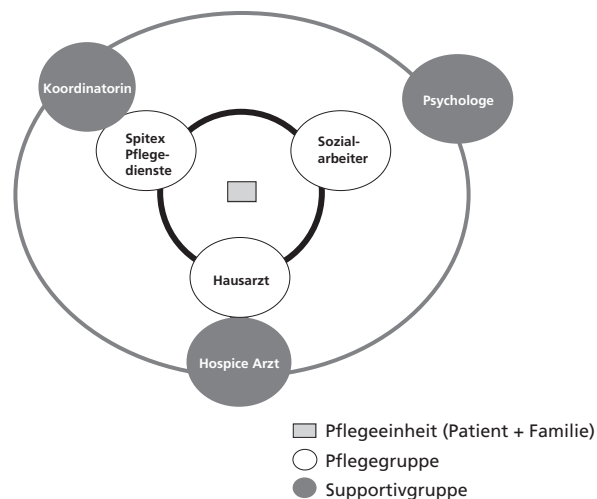 Koordinatorin
Psychologe
Spitex
Pflege-
dienste
Sozial-
arbeiter
Hausarzt
Hospice Arzt
Pflegeeinheit (Patient + Familie)
Pflegegruppe
Supportivgruppe